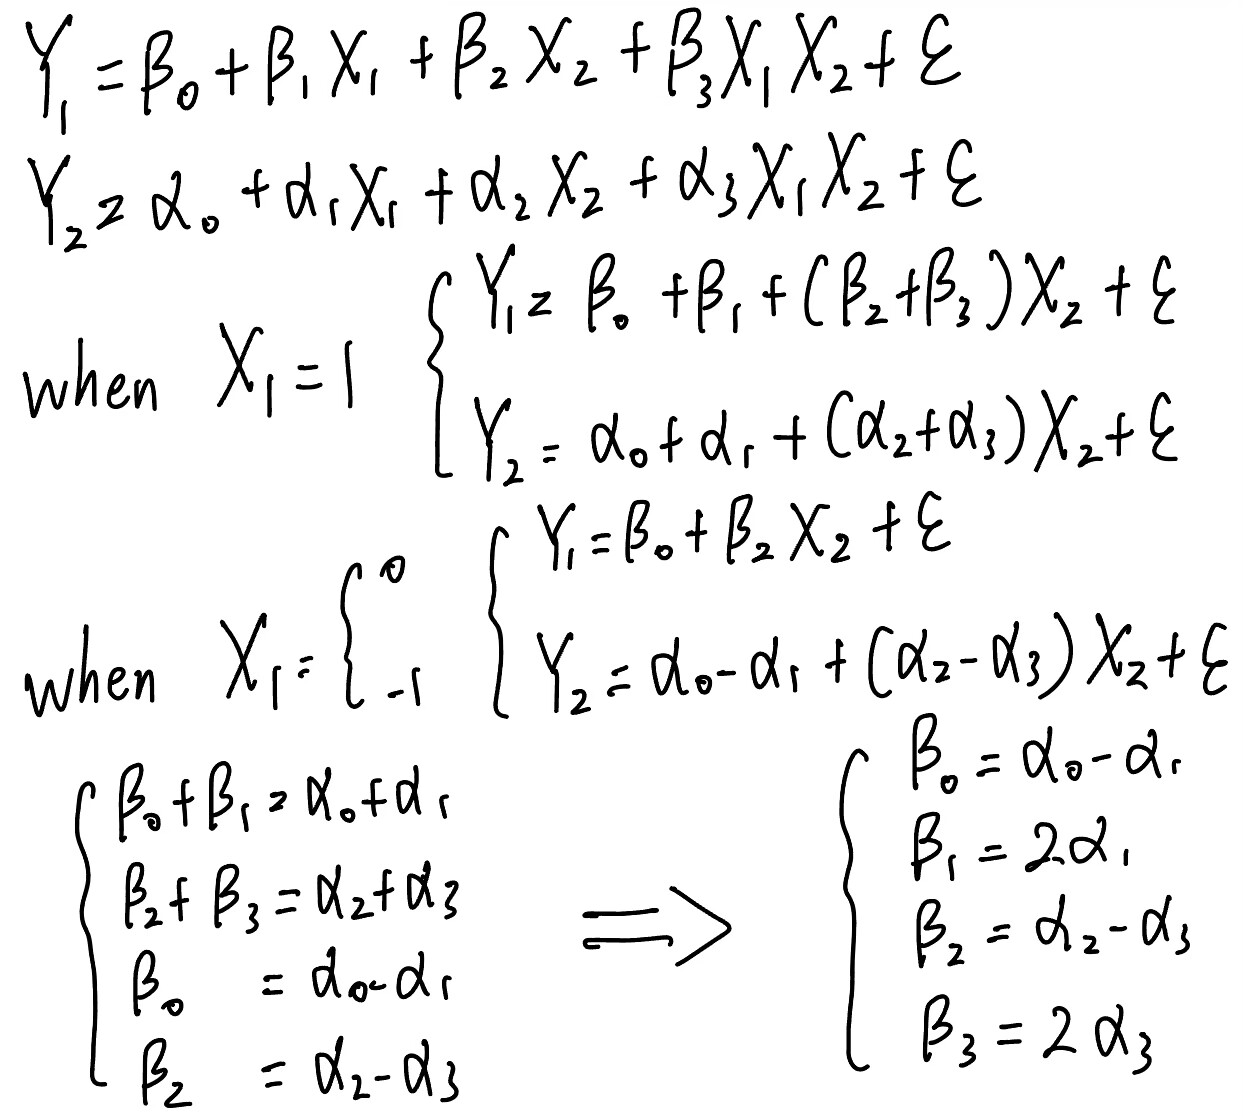 Y₁ = β₀ + β₁ X₁ + β₂ X₂ + β₃ X₁ X₂ + ε
Y₂ = α₀ + α₁ X₁ + α₂ X₂ + α₃ X₁ X₂ + ε
when X₁ = 1 { Y₁ = β₀ + β₁ + (β₂ + β₃) X₂ + ε
Y₂ = α₀ + α₁ + (α₂ + α₃) X₂ + ε
when X₁ = { 0 { Y₁ = β₀ + β₂ X₂ + ε
-1 Y₂ = α₀ - α₁ + (α₂ - α₃) X₂ + ε
{ β₀ + β₁ = α₀ + α₁
β₂ + β₃ = α₂ + α₃
β₀ = α₀ - α₁
β₂ = α₂ - α₃
⟹
{ β₀ = α₀ - α₁
β₁ = 2α₁
β₂ = α₂ - α₃
β₃ = 2α₃